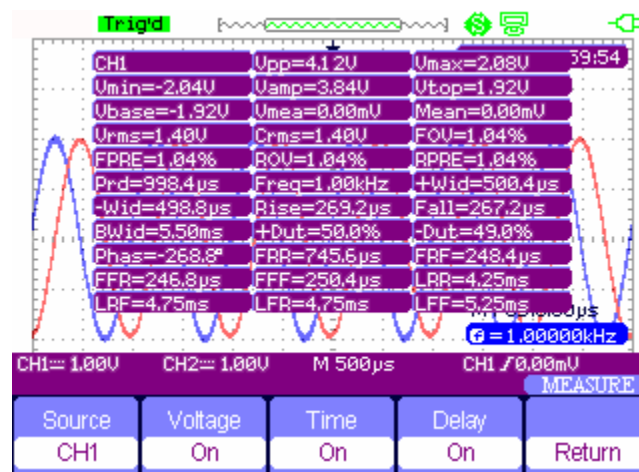 Trig'd
59:54
CH1 Vpp=4.12V Vmax=2.08V
Vmin=-2.04V Vamp=3.84V Vtop=1.92V
Vbase=-1.92V Vmea=0.00mV Mean=0.00mV
Vrms=1.40V Crms=1.40V FOV=1.04%
FPRE=1.04% ROV=1.04% RPRE=1.04%
Prd=998.4µs Freq=1.00kHz +Wid=500.4µs
-Wid=498.8µs Rise=269.2µs Fall=267.2µs
BWid=5.50ms +Dut=50.0% -Dut=49.0%
Phas=-268.8° FRR=745.6µs FRF=248.4µs
FFR=246.8µs FFF=250.4µs LRR=4.25ms
LRF=4.75ms LFR=4.75ms LFF=5.25ms
f = 1.00000kHz
CH1 1.00V CH2 1.00V M 500µs CH1 0.00mV
MEASURE
Source Voltage Time Delay
CH1 On On On Return